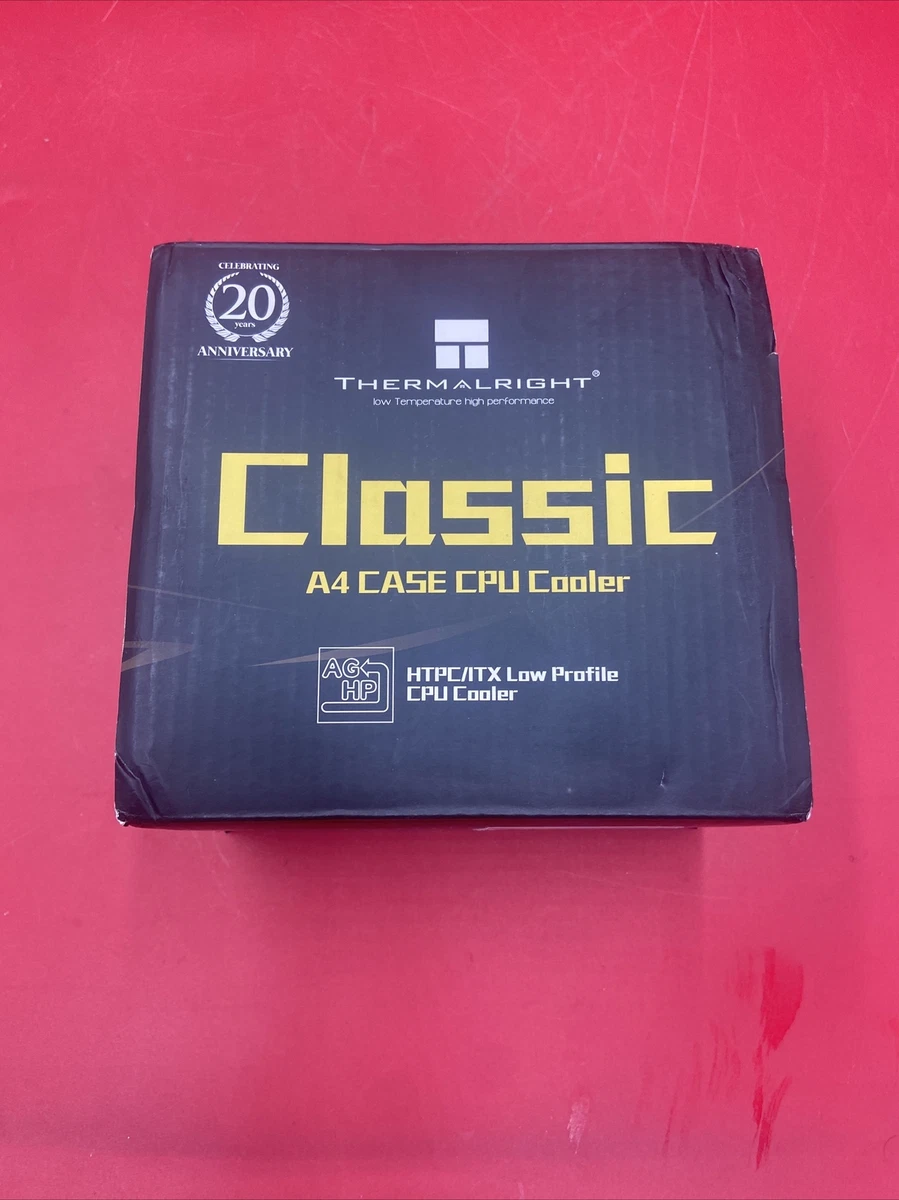 CELEBRATING
20
years
ANNIVERSARY
THERMALRIGHT®
low Temperature high performance
Classic
A4 CASE CPU Cooler
AG
HP
HTPC/ITX Low Profile
CPU Cooler